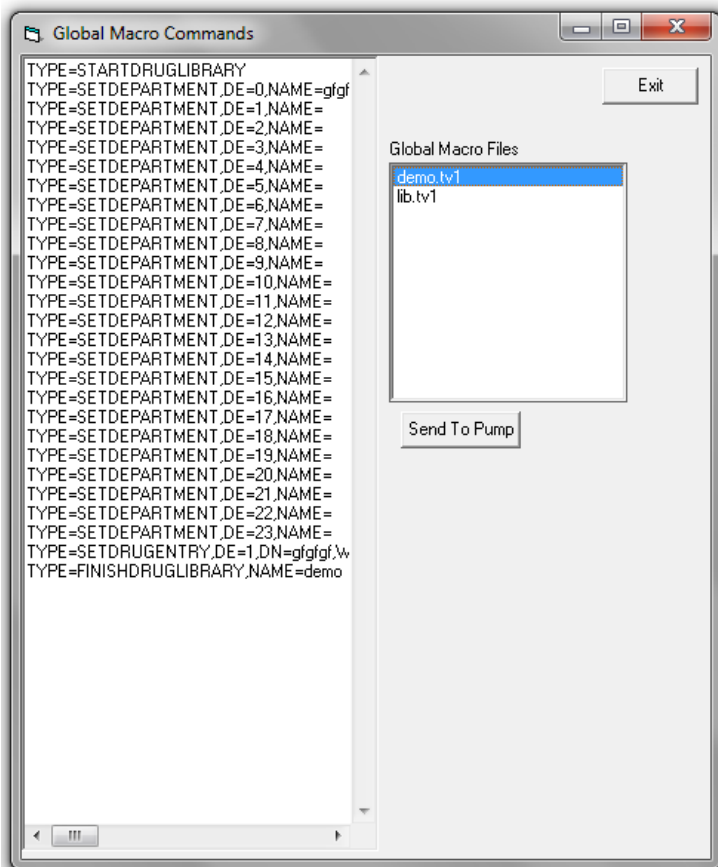 Global Macro Commands
TYPE=STARTDRUGLIBRARY
TYPE=SETDEPARTMENT,DE=0,NAME=gfgf
TYPE=SETDEPARTMENT,DE=1,NAME=
TYPE=SETDEPARTMENT,DE=2,NAME=
TYPE=SETDEPARTMENT,DE=3,NAME=
TYPE=SETDEPARTMENT,DE=4,NAME=
TYPE=SETDEPARTMENT,DE=5,NAME=
TYPE=SETDEPARTMENT,DE=6,NAME=
TYPE=SETDEPARTMENT,DE=7,NAME=
TYPE=SETDEPARTMENT,DE=8,NAME=
TYPE=SETDEPARTMENT,DE=9,NAME=
TYPE=SETDEPARTMENT,DE=10,NAME=
TYPE=SETDEPARTMENT,DE=11,NAME=
TYPE=SETDEPARTMENT,DE=12,NAME=
TYPE=SETDEPARTMENT,DE=13,NAME=
TYPE=SETDEPARTMENT,DE=14,NAME=
TYPE=SETDEPARTMENT,DE=15,NAME=
TYPE=SETDEPARTMENT,DE=16,NAME=
TYPE=SETDEPARTMENT,DE=17,NAME=
TYPE=SETDEPARTMENT,DE=18,NAME=
TYPE=SETDEPARTMENT,DE=19,NAME=
TYPE=SETDEPARTMENT,DE=20,NAME=
TYPE=SETDEPARTMENT,DE=21,NAME=
TYPE=SETDEPARTMENT,DE=22,NAME=
TYPE=SETDEPARTMENT,DE=23,NAME=
TYPE=SETDRUGENTRY,DE=1,DN=gfgfgf,W
TYPE=FINISHDRUGLIBRARY,NAME=demo
Exit
Global Macro Files
demo.tv1
lib.tv1
Send To Pump